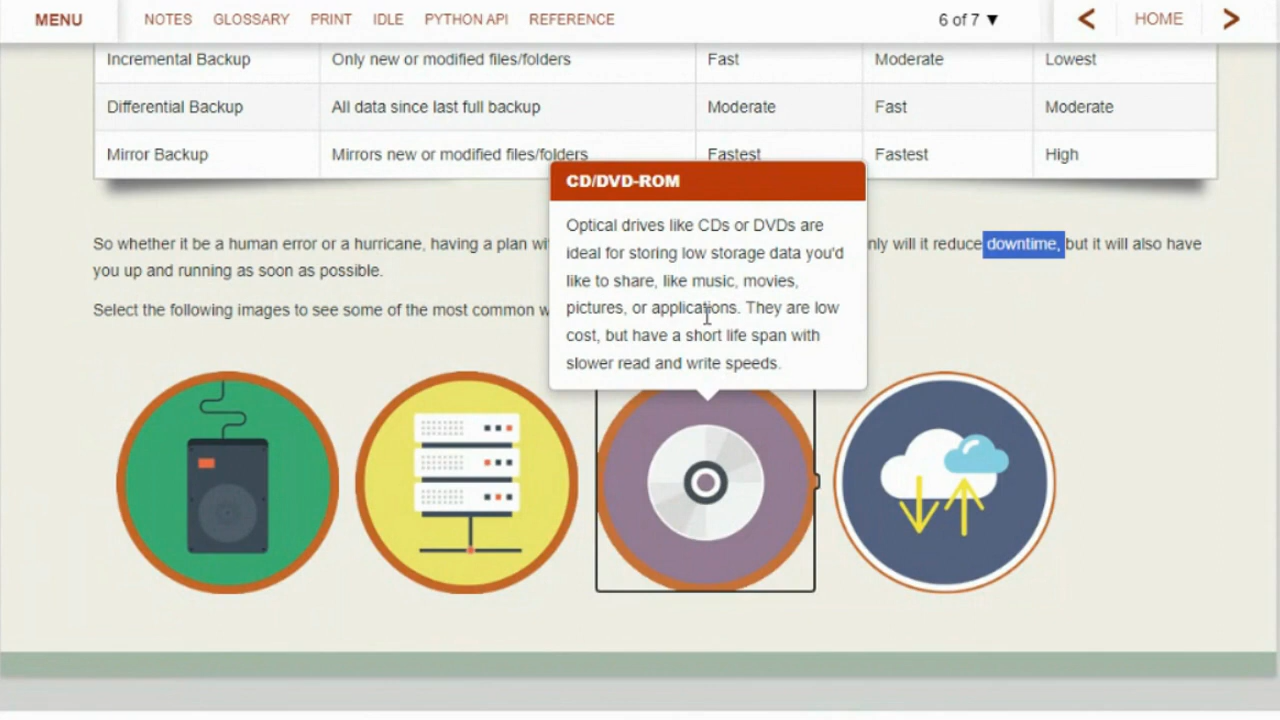 MENU NOTES GLOSSARY PRINT IDLE PYTHON API REFERENCE 6 of 7 ▼ < HOME >
Incremental Backup Only new or modified files/folders Fast Moderate Lowest
Differential Backup All data since last full backup Moderate Fast Moderate
Mirror Backup Mirrors new or modified files/folders Fastest Fastest High
CD/DVD-ROM
Optical drives like CDs or DVDs are
ideal for storing low storage data you'd
like to share, like music, movies,
pictures, or applications. They are low
cost, but have a short life span with
slower read and write speeds.
So whether it be a human error or a hurricane, having a plan will it reduce downtime, but it will also have
you up and running as soon as possible.
Select the following images to see some of the most common